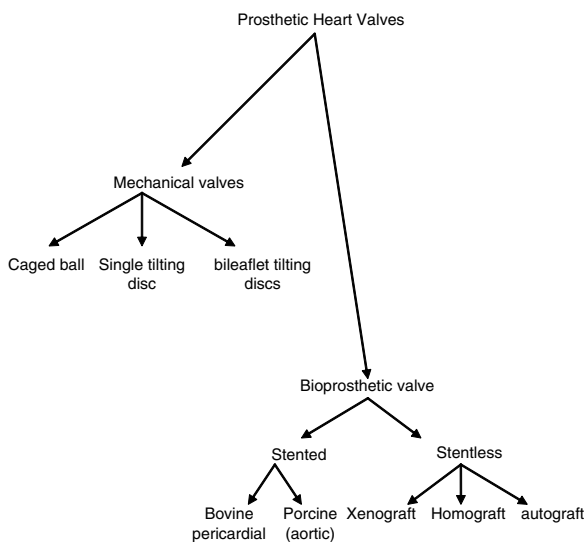 Prosthetic Heart Valves
Mechanical valves
Caged ball
Single tilting
disc
bileaflet tilting
discs
Bioprosthetic valve
Stented
Stentless
Bovine
pericardial
Porcine
(aortic)
Xenograft
Homograft
autograft